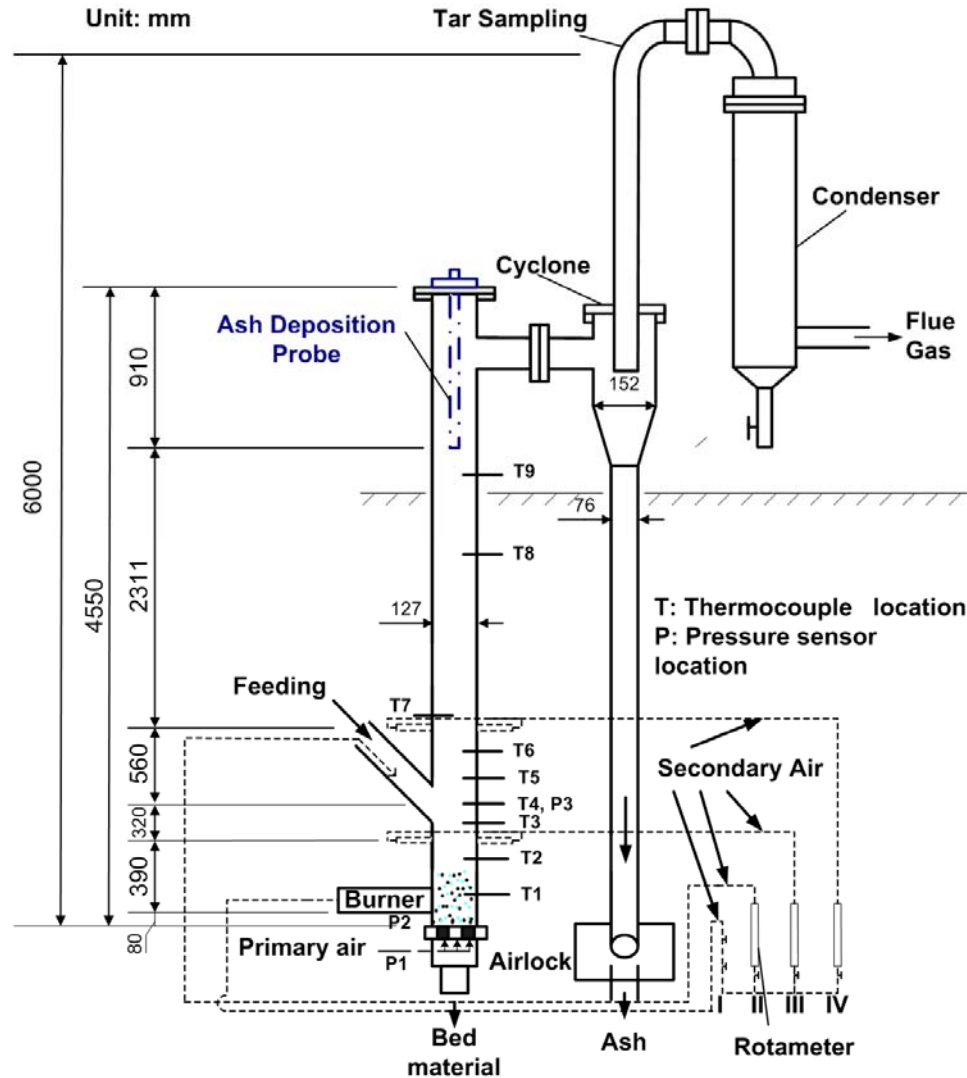 Unit: mm
Tar Sampling
Condenser
Cyclone
Ash Deposition
Probe
Flue
Gas
910
152
T9
6000
76
T8
4550
2311
T: Thermocouple location
P: Pressure sensor
location
127
Feeding
T7
560
T6
T5
Secondary Air
T4, P3
320
T3
T2
390
T1
Burner
P2
80
Primary air
P1
Airlock
I
II
III
IV
Bed
material
Ash
Rotameter